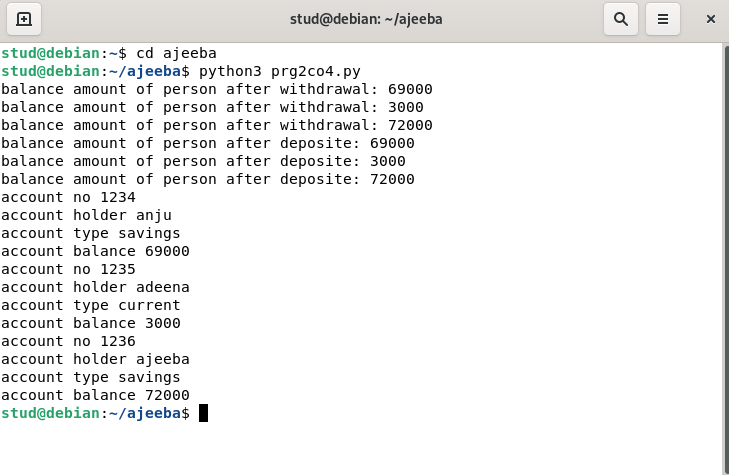 stud@debian: ~/ajeeba
stud@debian:~$ cd ajeeba
stud@debian:~/ajeeba$ python3 prg2co4.py
balance amount of person after withdrawal: 69000
balance amount of person after withdrawal: 3000
balance amount of person after withdrawal: 72000
balance amount of person after deposite: 69000
balance amount of person after deposite: 3000
balance amount of person after deposite: 72000
account no 1234
account holder anju
account type savings
account balance 69000
account no 1235
account holder adeena
account type current
account balance 3000
account no 1236
account holder ajeeba
account type savings
account balance 72000
stud@debian:~/ajeeba$